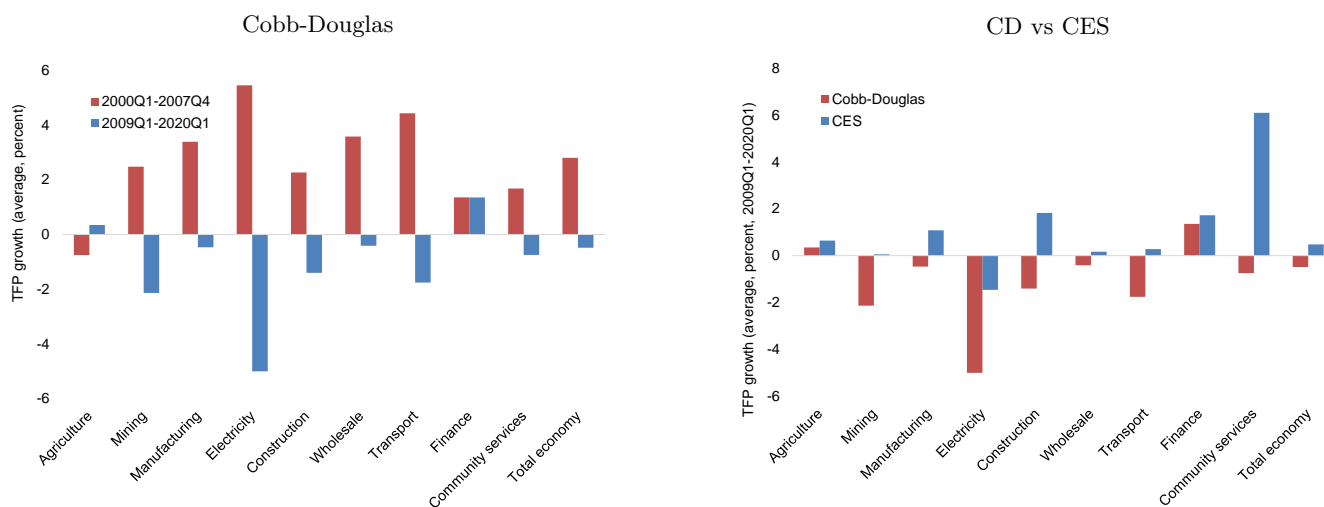 Cobb-Douglas
TFP growth (average, percent)
6
4
2
0
-2
-4
-6
2000Q1-2007Q4
2009Q1-2020Q1
Agriculture
Mining
Manufacturing
Electricity
Construction
Wholesale
Transport
Finance
Community services
Total economy
CD vs CES
TFP growth (average, percent, 2009Q1-2020Q1)
8
6
4
2
0
-2
-4
-6
Cobb-Douglas
CES
Agriculture
Mining
Manufacturing
Electricity
Construction
Wholesale
Transport
Finance
Community services
Total economy